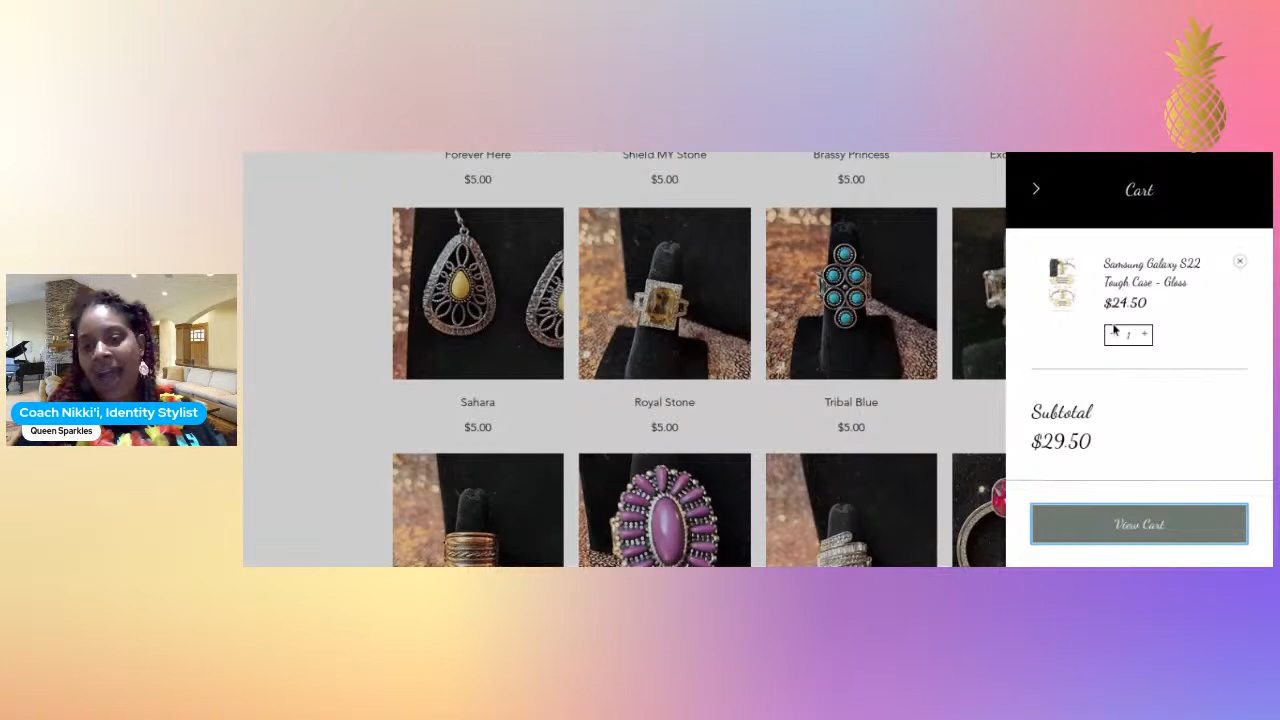 Forever Here
Shield MY Stone
Brassy Princess
$5.00
$5.00
$5.00
Sahara
Royal Stone
Tribal Blue
$5.00
$5.00
$5.00
Cart
Samsung Galaxy S22
Tough Case - Gloss
$24.50
- 1 +
Subtotal
$29.50
View Cart
Coach Nikki'i, Identity Stylist
Queen Sparkles